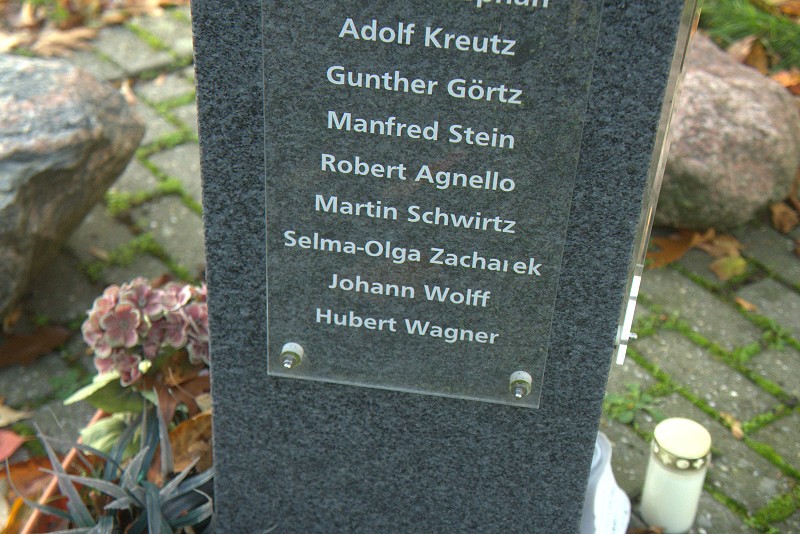 Adolf Kreutz
Gunther Görtz
Manfred Stein
Robert Agnello
Martin Schwirtz
Selma-Olga Zacharek
Johann Wolff
Hubert Wagner